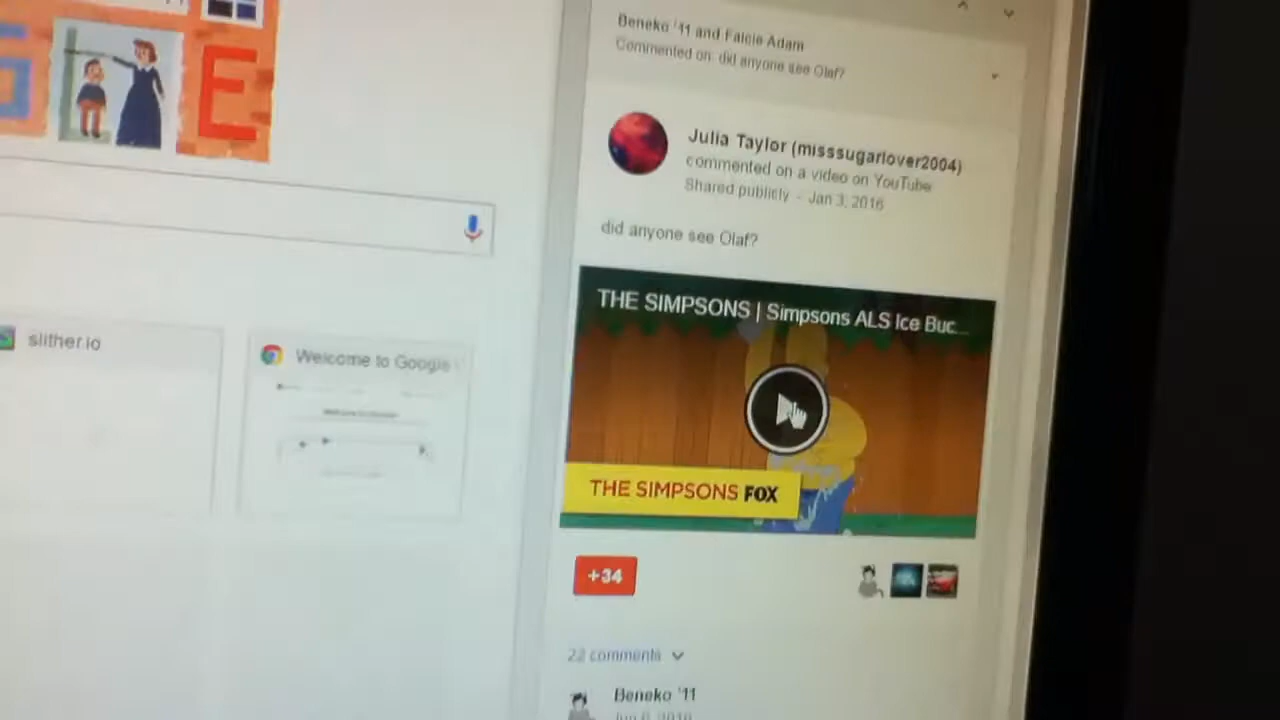 E
Beneko '11 and Falcie Adam
Commented on: did anyone see Olaf?
Julia Taylor (misssugarlover2004)
commented on a video on YouTube
Shared publicly - Jan 3, 2016
did anyone see Olaf?
slither.io
Welcome to Google
THE SIMPSONS | Simpsons ALS Ice Buc...
THE SIMPSONS FOX
+34
22 comments
Beneko '11